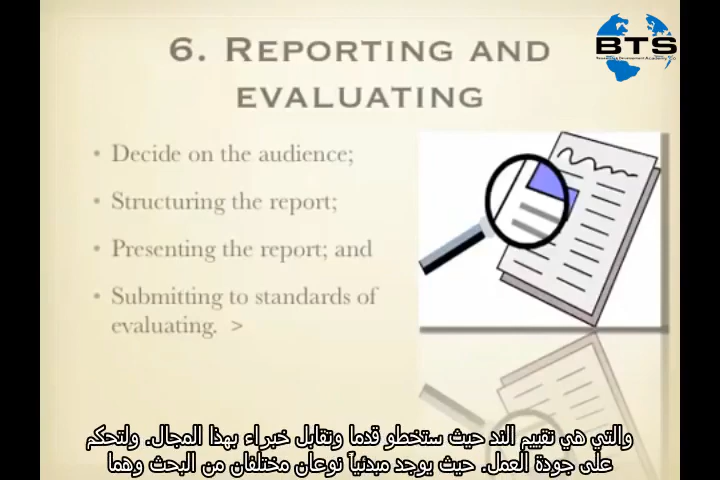 BTS
6. REPORTING AND
EVALUATING
• Decide on the audience;
• Structuring the report;
• Presenting the report; and
• Submitting to standards of
evaluating. >
والتي هي تقييم الند حيث ستخطو قدما وتقابل خبراء بهذا المجال. ولتحكم
على جودة العمل. حيث يوجد مبدئياً نوعان مختلفان من البحث وهما